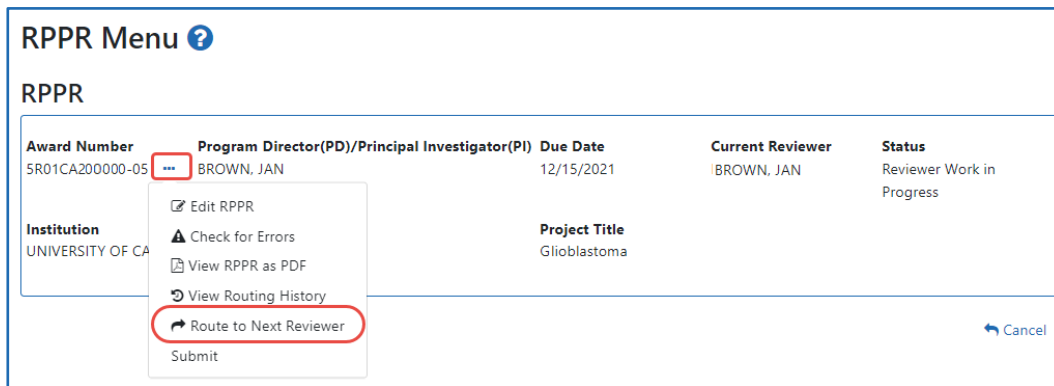 RPPR Menu ?
RPPR
Award Number Program Director(PD)/Principal Investigator(PI) Due Date Current Reviewer Status
5R01CA200000-05 ... BROWN, JAN 12/15/2021 BROWN, JAN Reviewer Work in
Progress
Edit RPPR
Institution Project Title
Check for Errors
UNIVERSITY OF CA Glioblastoma
View RPPR as PDF
View Routing History
Route to Next Reviewer
Cancel
Submit